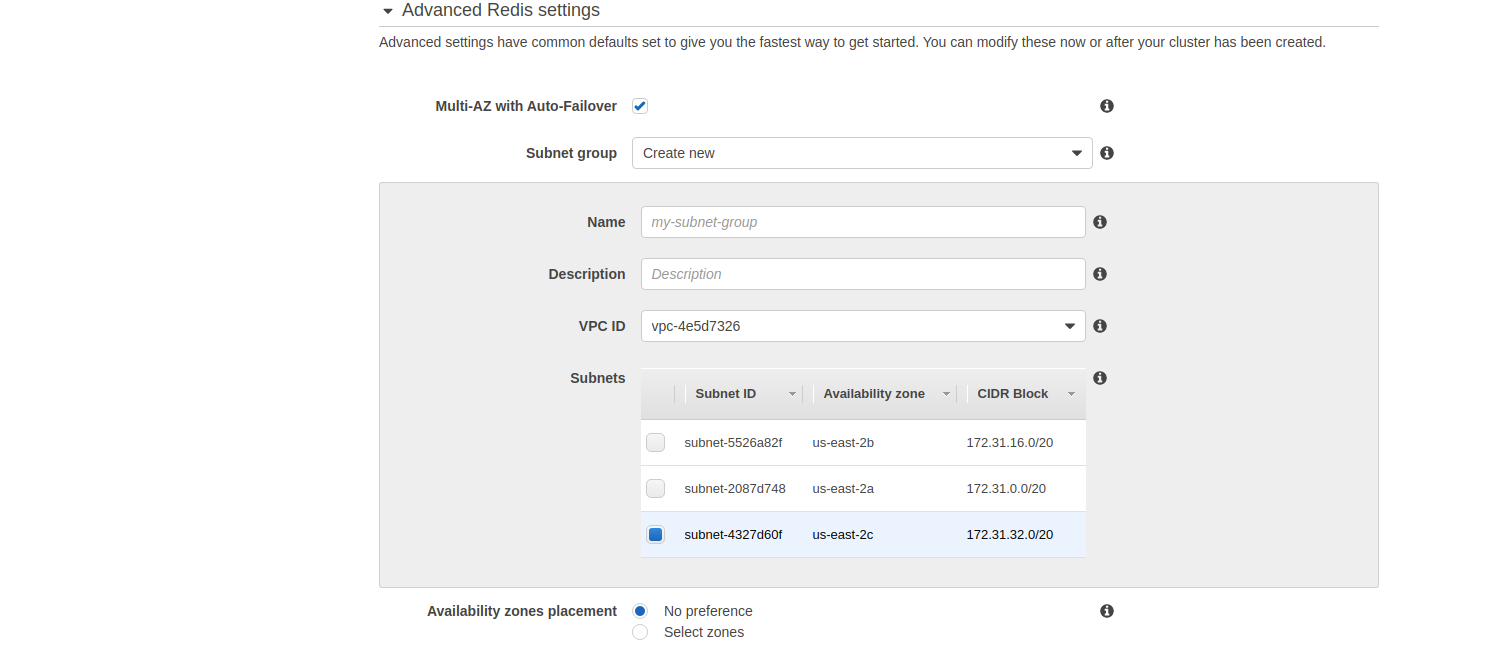 Advanced Redis settings
Advanced settings have common defaults set to give you the fastest way to get started. You can modify these now or after your cluster has been created.
Multi-AZ with Auto-Failover
Subnet group Create new
Name my-subnet-group
Description Description
VPC ID vpc-4e5d7326
Subnets
Subnet ID Availability zone CIDR Block
subnet-5526a82f us-east-2b 172.31.16.0/20
subnet-2087d748 us-east-2a 172.31.0.0/20
subnet-4327d60f us-east-2c 172.31.32.0/20
Availability zones placement No preference
Select zones